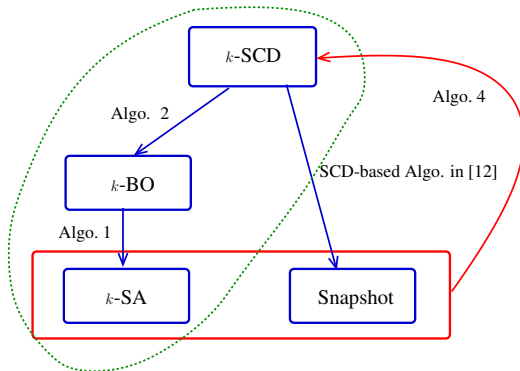 k-SCD
Algo. 4
Algo. 2
SCD-based Algo. in [12]
k-BO
Algo. 1
k-SA
Snapshot